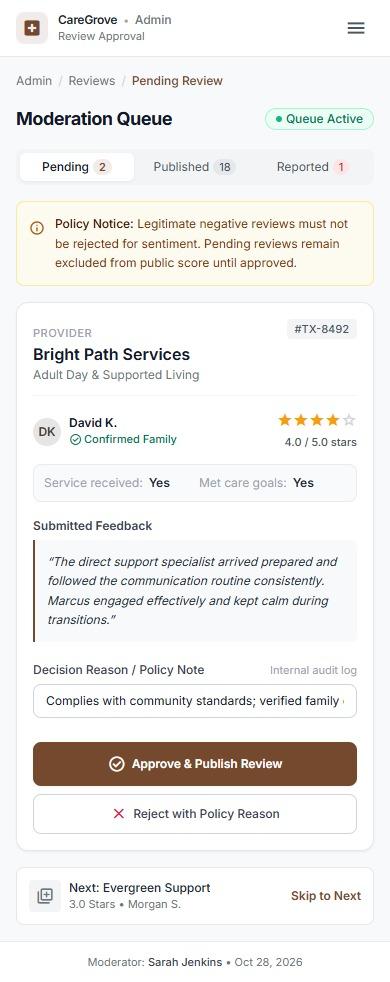 CareGrove • Admin
Review Approval
Admin / Reviews / Pending Review
Moderation Queue
Queue Active
Pending 2
Published 18
Reported 1
Policy Notice: Legitimate negative reviews must not
be rejected for sentiment. Pending reviews remain
excluded from public score until approved.
PROVIDER
#TX-8492
Bright Path Services
Adult Day & Supported Living
DK
David K.
Confirmed Family
4.0 / 5.0 stars
Service received: Yes
Met care goals: Yes
Submitted Feedback
“The direct support specialist arrived prepared and
followed the communication routine consistently.
Marcus engaged effectively and kept calm during
transitions.”
Decision Reason / Policy Note
Internal audit log
Complies with community standards; verified family
Approve & Publish Review
Reject with Policy Reason
Next: Evergreen Support
3.0 Stars • Morgan S.
Skip to Next
Moderator: Sarah Jenkins • Oct 28, 2026